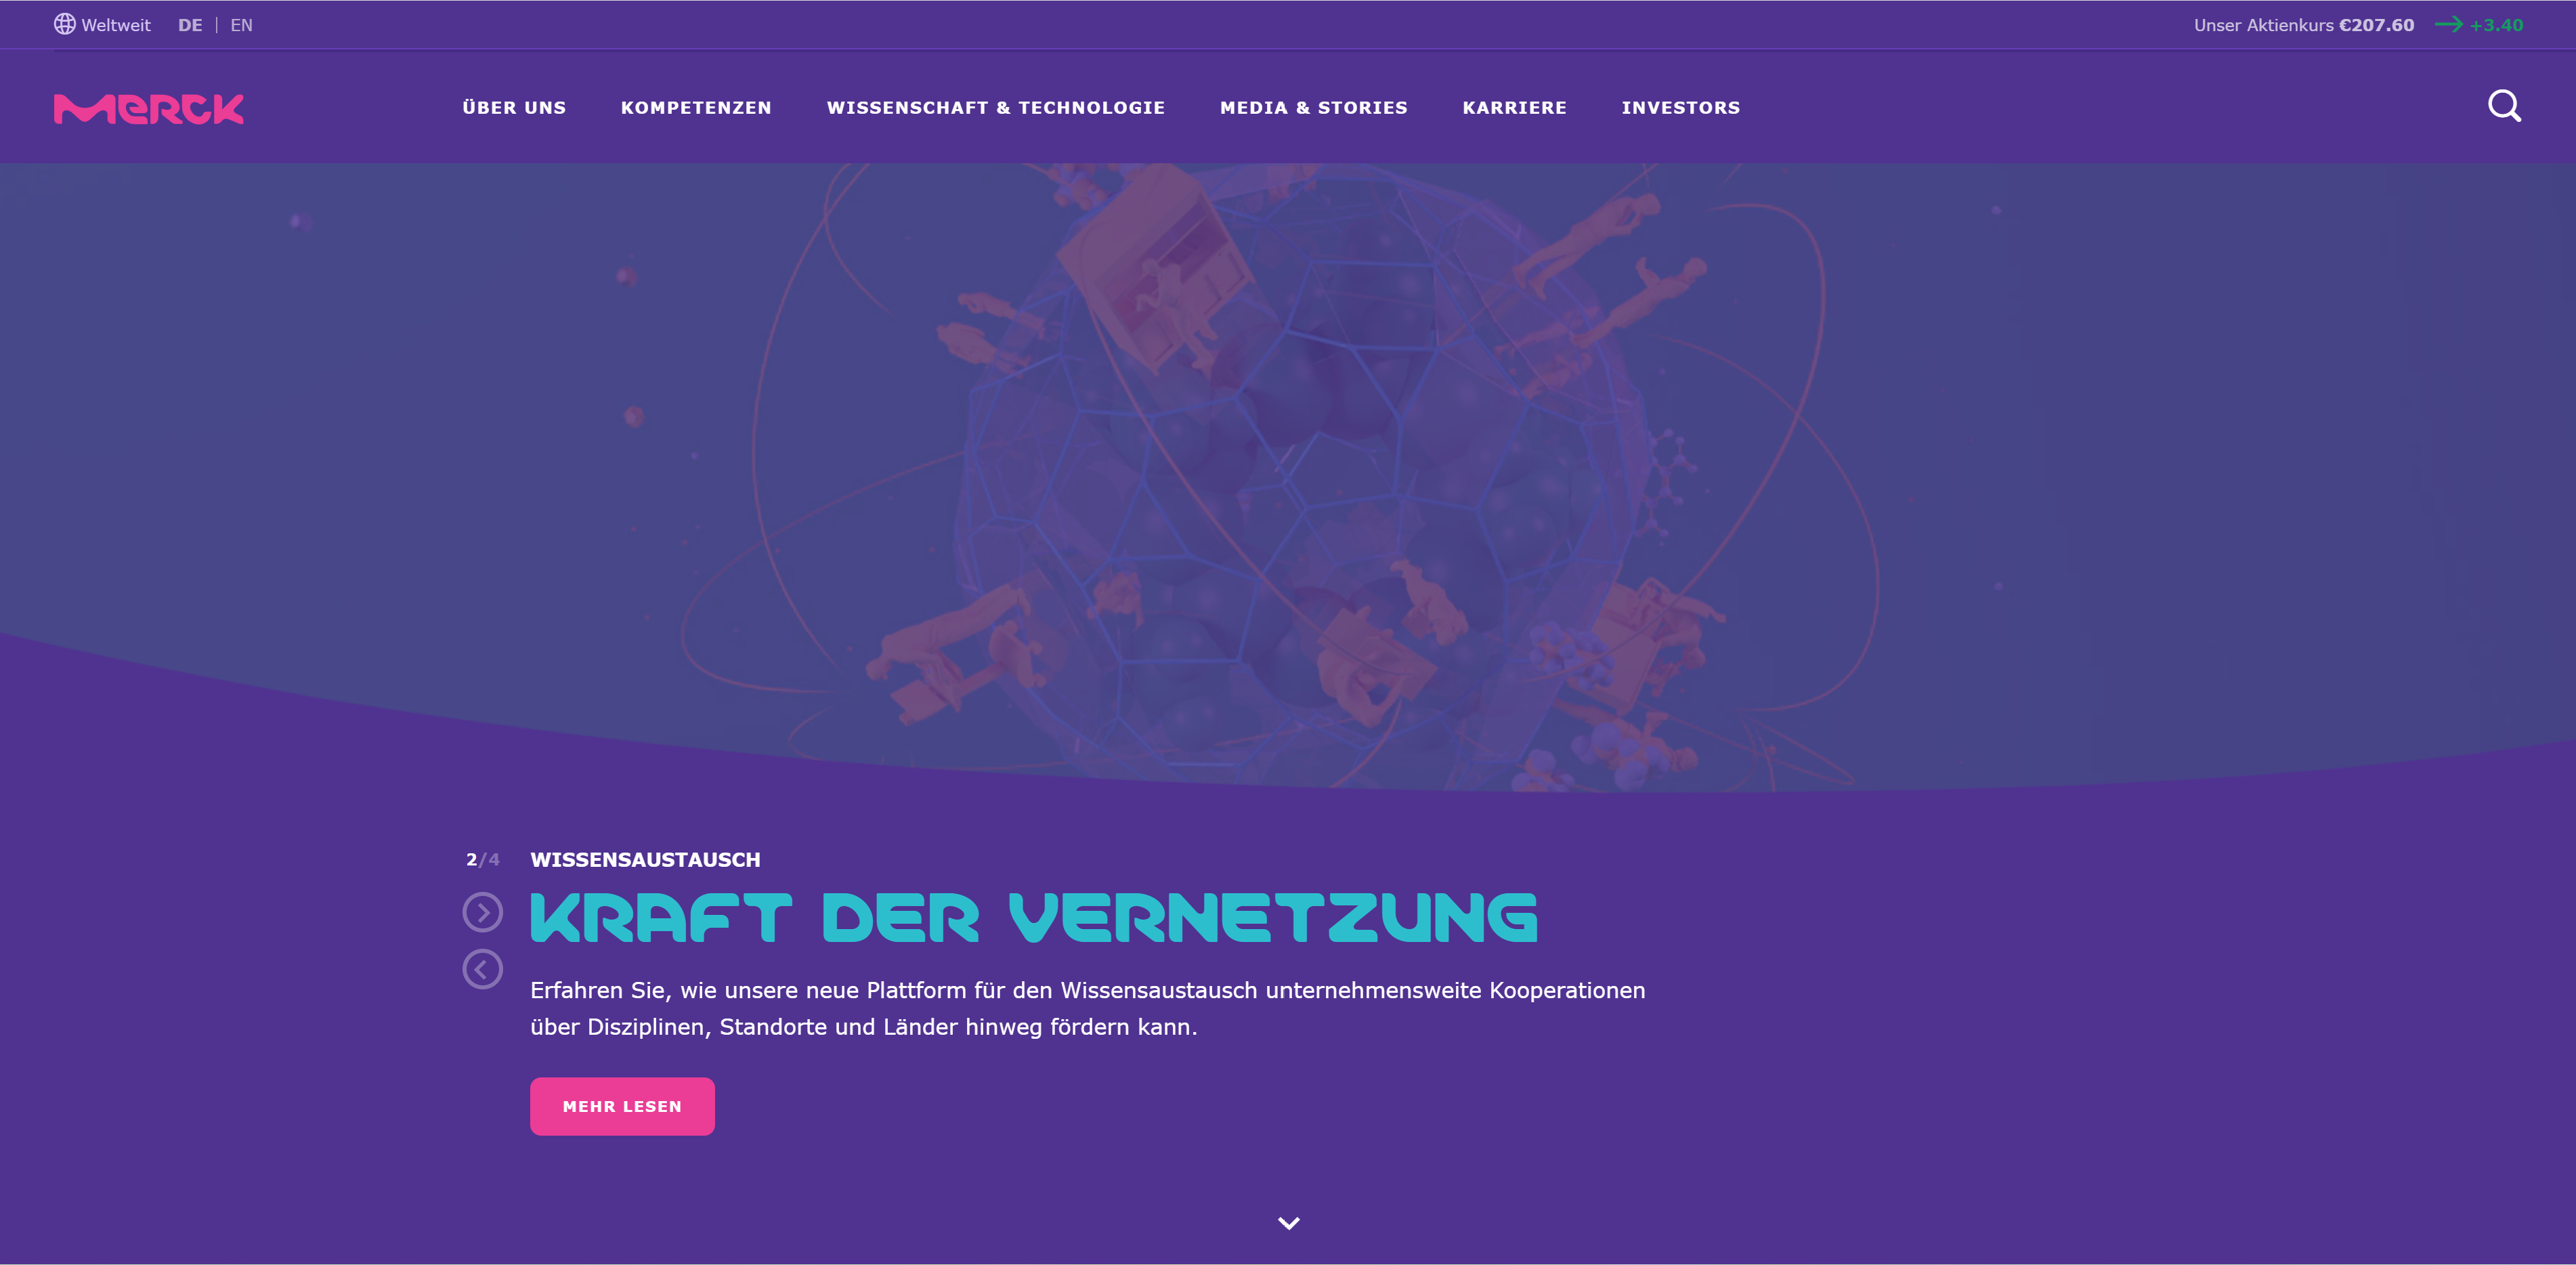 Weltweit DE | EN
Unser Aktienkurs €207.60 +3.40
MERCK
ÜBER UNS KOMPETENZEN WISSENSCHAFT & TECHNOLOGIE MEDIA & STORIES KARRIERE INVESTORS
2/4 WISSENSAUSTAUSCH
KRAFT DER VERNETZUNG
Erfahren Sie, wie unsere neue Plattform für den Wissensaustausch unternehmensweite Kooperationen
über Disziplinen, Standorte und Länder hinweg fördern kann.
MEHR LESEN